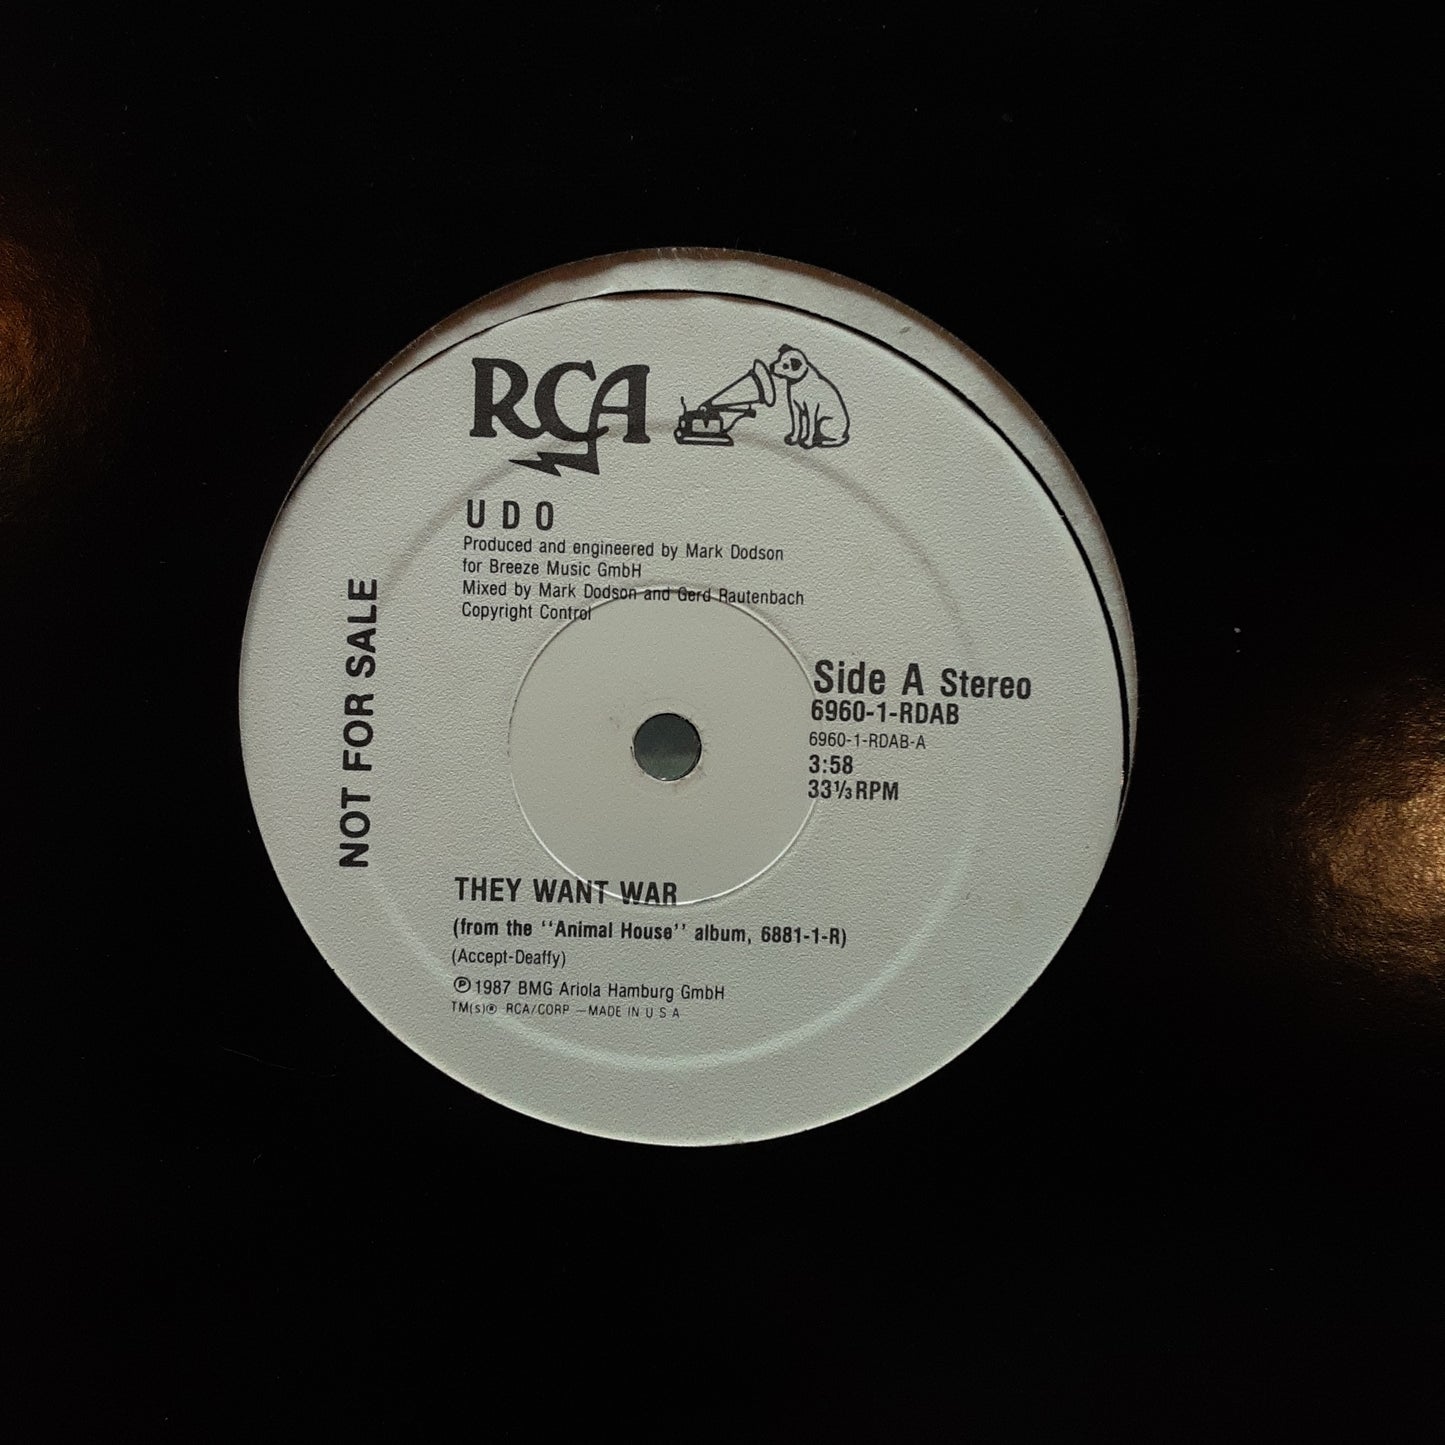 RCA
U D O
Produced and engineered by Mark Dodson
for Breeze Music GmbH
Mixed by Mark Dodson and Gerd Rautenbach
Copyright Control
NOT FOR SALE
Side A Stereo
6960-1-RDAB
6960-1-RDAB-A
3:58
33⅓RPM
THEY WANT WAR
(from the "Animal House" album, 6881-1-R)
(Accept-Deaffy)
Ⓟ 1987 BMG Ariola Hamburg GmbH
TM(s)® RCA/CORP —MADE IN U S A